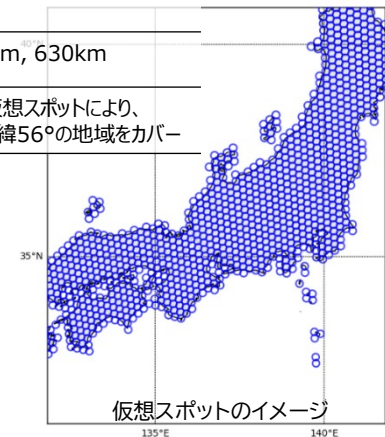 40°N
m, 630km
想スポットにより、
緯56°の地域をカバー
35°N
仮想スポットのイメージ
135°E
140°E